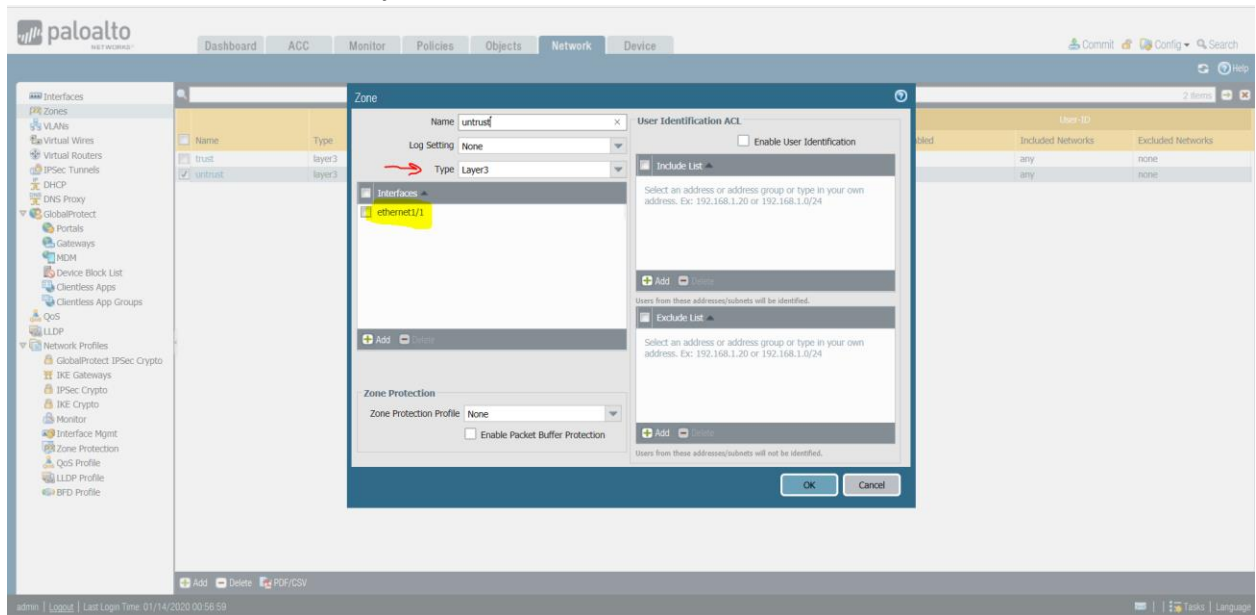 paloalto
NETWORKS
Dashboard ACC Monitor Policies Objects Network Device
Commit Config Search
Help
Interfaces
Zones
VLANs
Virtual Wires
Virtual Routers
IPSec Tunnels
DHCP
DNS Proxy
GlobalProtect
Portals
Gateways
MDM
Device Block List
Clientless Apps
Clientless App Groups
QoS
LLDP
Network Profiles
GlobalProtect IPSec Crypto
IKE Gateways
IPSec Crypto
IKE Crypto
Monitor
Interface Mgmt
Zone Protection
QoS Profile
LLDP Profile
BFD Profile
2 items
User-ID
Name Type bled Included Networks Excluded Networks
trust layer3 any none
untrust layer3 any none
Zone
Name untrust
Log Setting None
Type Layer3
Interfaces
ethernet1/1
Add Delete
Zone Protection
Zone Protection Profile None
Enable Packet Buffer Protection
User Identification ACL
Enable User Identification
Include List
Select an address or address group or type in your own
address. Ex: 192.168.1.20 or 192.168.1.0/24
Add Delete
Users from these addresses/subnets will be identified.
Exclude List
Select an address or address group or type in your own
address. Ex: 192.168.1.20 or 192.168.1.0/24
Add Delete
Users from these addresses/subnets will not be identified.
OK Cancel
Add Delete PDF/CSV
admin | Logout | Last Login Time: 01/14/2020 00:56:59
Tasks | Language